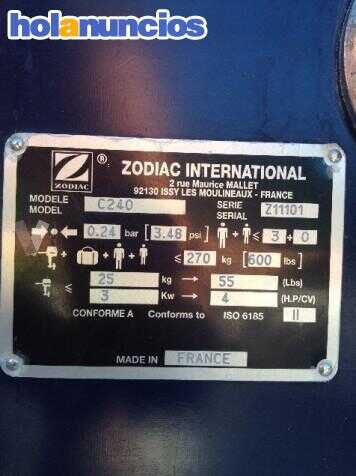 holanuncios
ZODIAC
®
ZODIAC INTERNATIONAL
2 rue Maurice MALLET
92130 ISSY LES MOULINEAUX - FRANCE
MODELE
MODEL
C240
SERIE
SERIAL
Z11101
0.24 bar [3.48 psi] + ≤ 3 + 0
+ + + ≤ 270 kg [600 lbs]
≤ 25 kg → 55 (Lbs)
3 Kw → 4 (H.P/CV)
CONFORME A Conforms to ISO 6185 II
MADE IN FRANCE